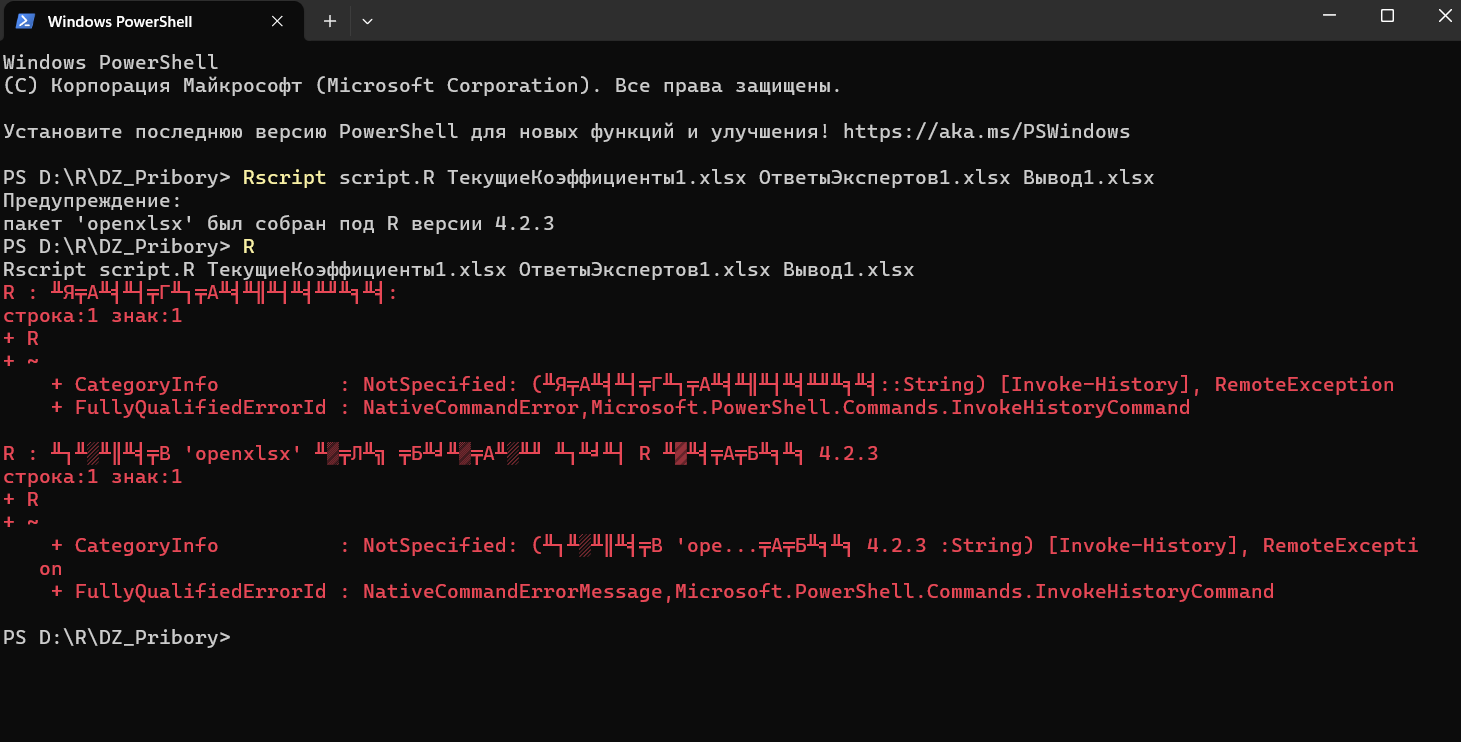 Windows PowerShell
Windows PowerShell
(C) Корпорация Майкрософт (Microsoft Corporation). Все права защищены.
Установите последнюю версию PowerShell для новых функций и улучшения! https://aka.ms/PSWindows
PS D:\R\DZ_Pribory> Rscript script.R ТекущиеКоэффициенты1.xlsx ОтветыЭкспертов1.xlsx Вывод1.xlsx
Предупреждение:
пакет 'openxlsx' был собран под R версии 4.2.3
PS D:\R\DZ_Pribory> R
Rscript script.R ТекущиеКоэффициенты1.xlsx ОтветыЭкспертов1.xlsx Вывод1.xlsx
R :
строка:1 знак:1
+ R
+ ~
+ CategoryInfo : NotSpecified: ( ::String) [Invoke-History], RemoteException
+ FullyQualifiedErrorId : NativeCommandError,Microsoft.PowerShell.Commands.InvokeHistoryCommand
R : 'openxlsx' R 4.2.3
строка:1 знак:1
+ R
+ ~
+ CategoryInfo : NotSpecified: ( 'ope... 4.2.3 :String) [Invoke-History], RemoteExcepti
on
+ FullyQualifiedErrorId : NativeCommandErrorMessage,Microsoft.PowerShell.Commands.InvokeHistoryCommand
PS D:\R\DZ_Pribory>